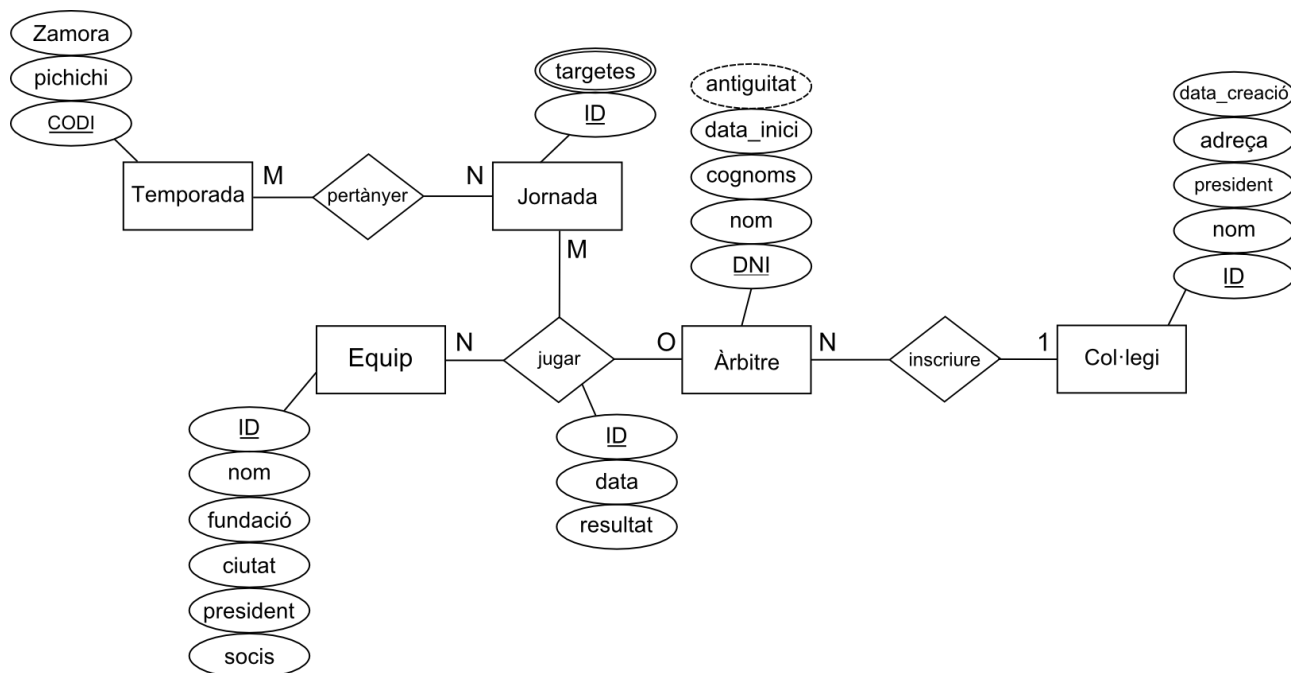 Zamora
pichichi
CODI
Temporada
M
pertànyer
N
targetes
ID
Jornada
M
antiguitat
data_inici
cognoms
nom
DNI
data_creació
adreça
president
nom
ID
Equip
N
jugar
O
Àrbitre
N
inscriure
1
Col·legi
ID
nom
fundació
ciutat
president
socis
ID
data
resultat